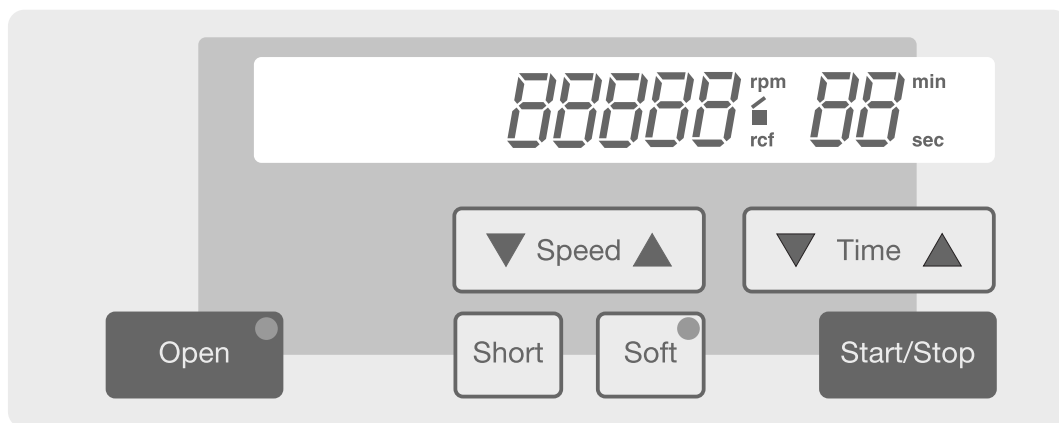 88888 rpm 88 min
rcf sec
Speed Time
Open Short Soft Start/Stop